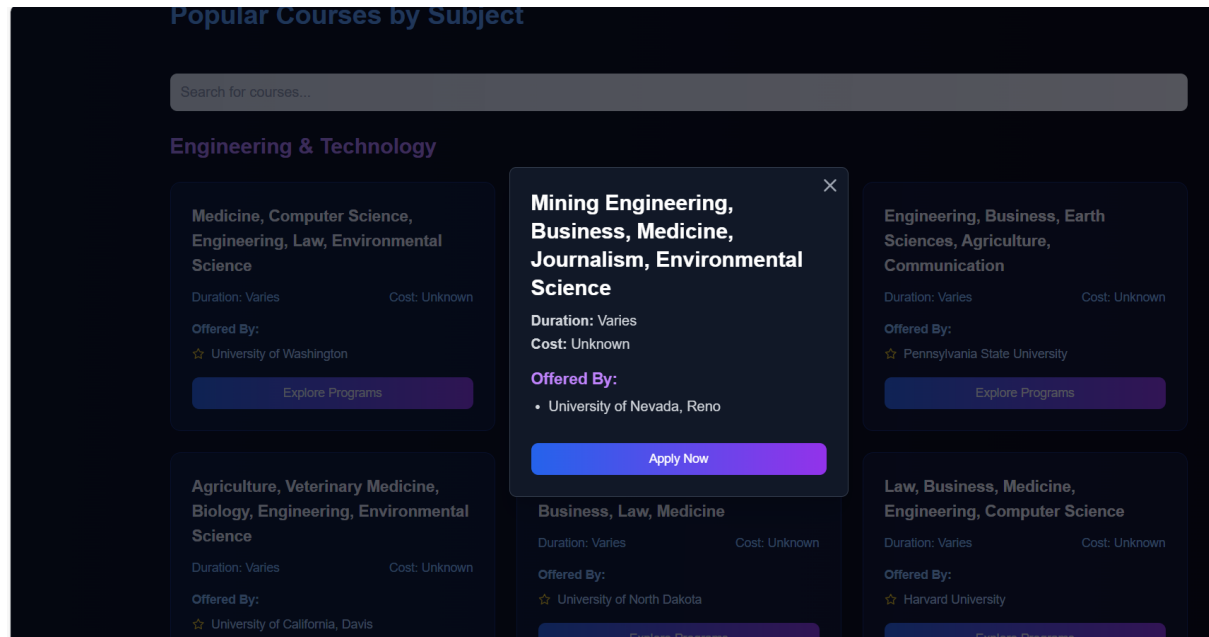 Popular Courses by Subject
Search for courses...
Engineering & Technology
Medicine, Computer Science,
Engineering, Law, Environmental
Science
Duration: Varies
Cost: Unknown
Offered By:
University of Washington
Explore Programs
Mining Engineering,
Business, Medicine,
Journalism, Environmental
Science
Duration: Varies
Cost: Unknown
Offered By:
• University of Nevada, Reno
Apply Now
Engineering, Business, Earth
Sciences, Agriculture,
Communication
Duration: Varies
Cost: Unknown
Offered By:
Pennsylvania State University
Explore Programs
Agriculture, Veterinary Medicine,
Biology, Engineering, Environmental
Science
Duration: Varies
Cost: Unknown
Offered By:
University of California, Davis
Business, Law, Medicine
Duration: Varies
Cost: Unknown
Offered By:
University of North Dakota
Explore Programs
Law, Business, Medicine,
Engineering, Computer Science
Duration: Varies
Cost: Unknown
Offered By:
Harvard University
Explore Programs